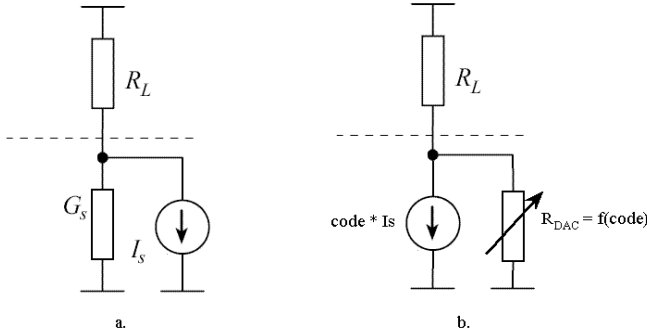 R_L
G_s
I_s
a.
R_L
code * Is
R_DAC = f(code)
b.